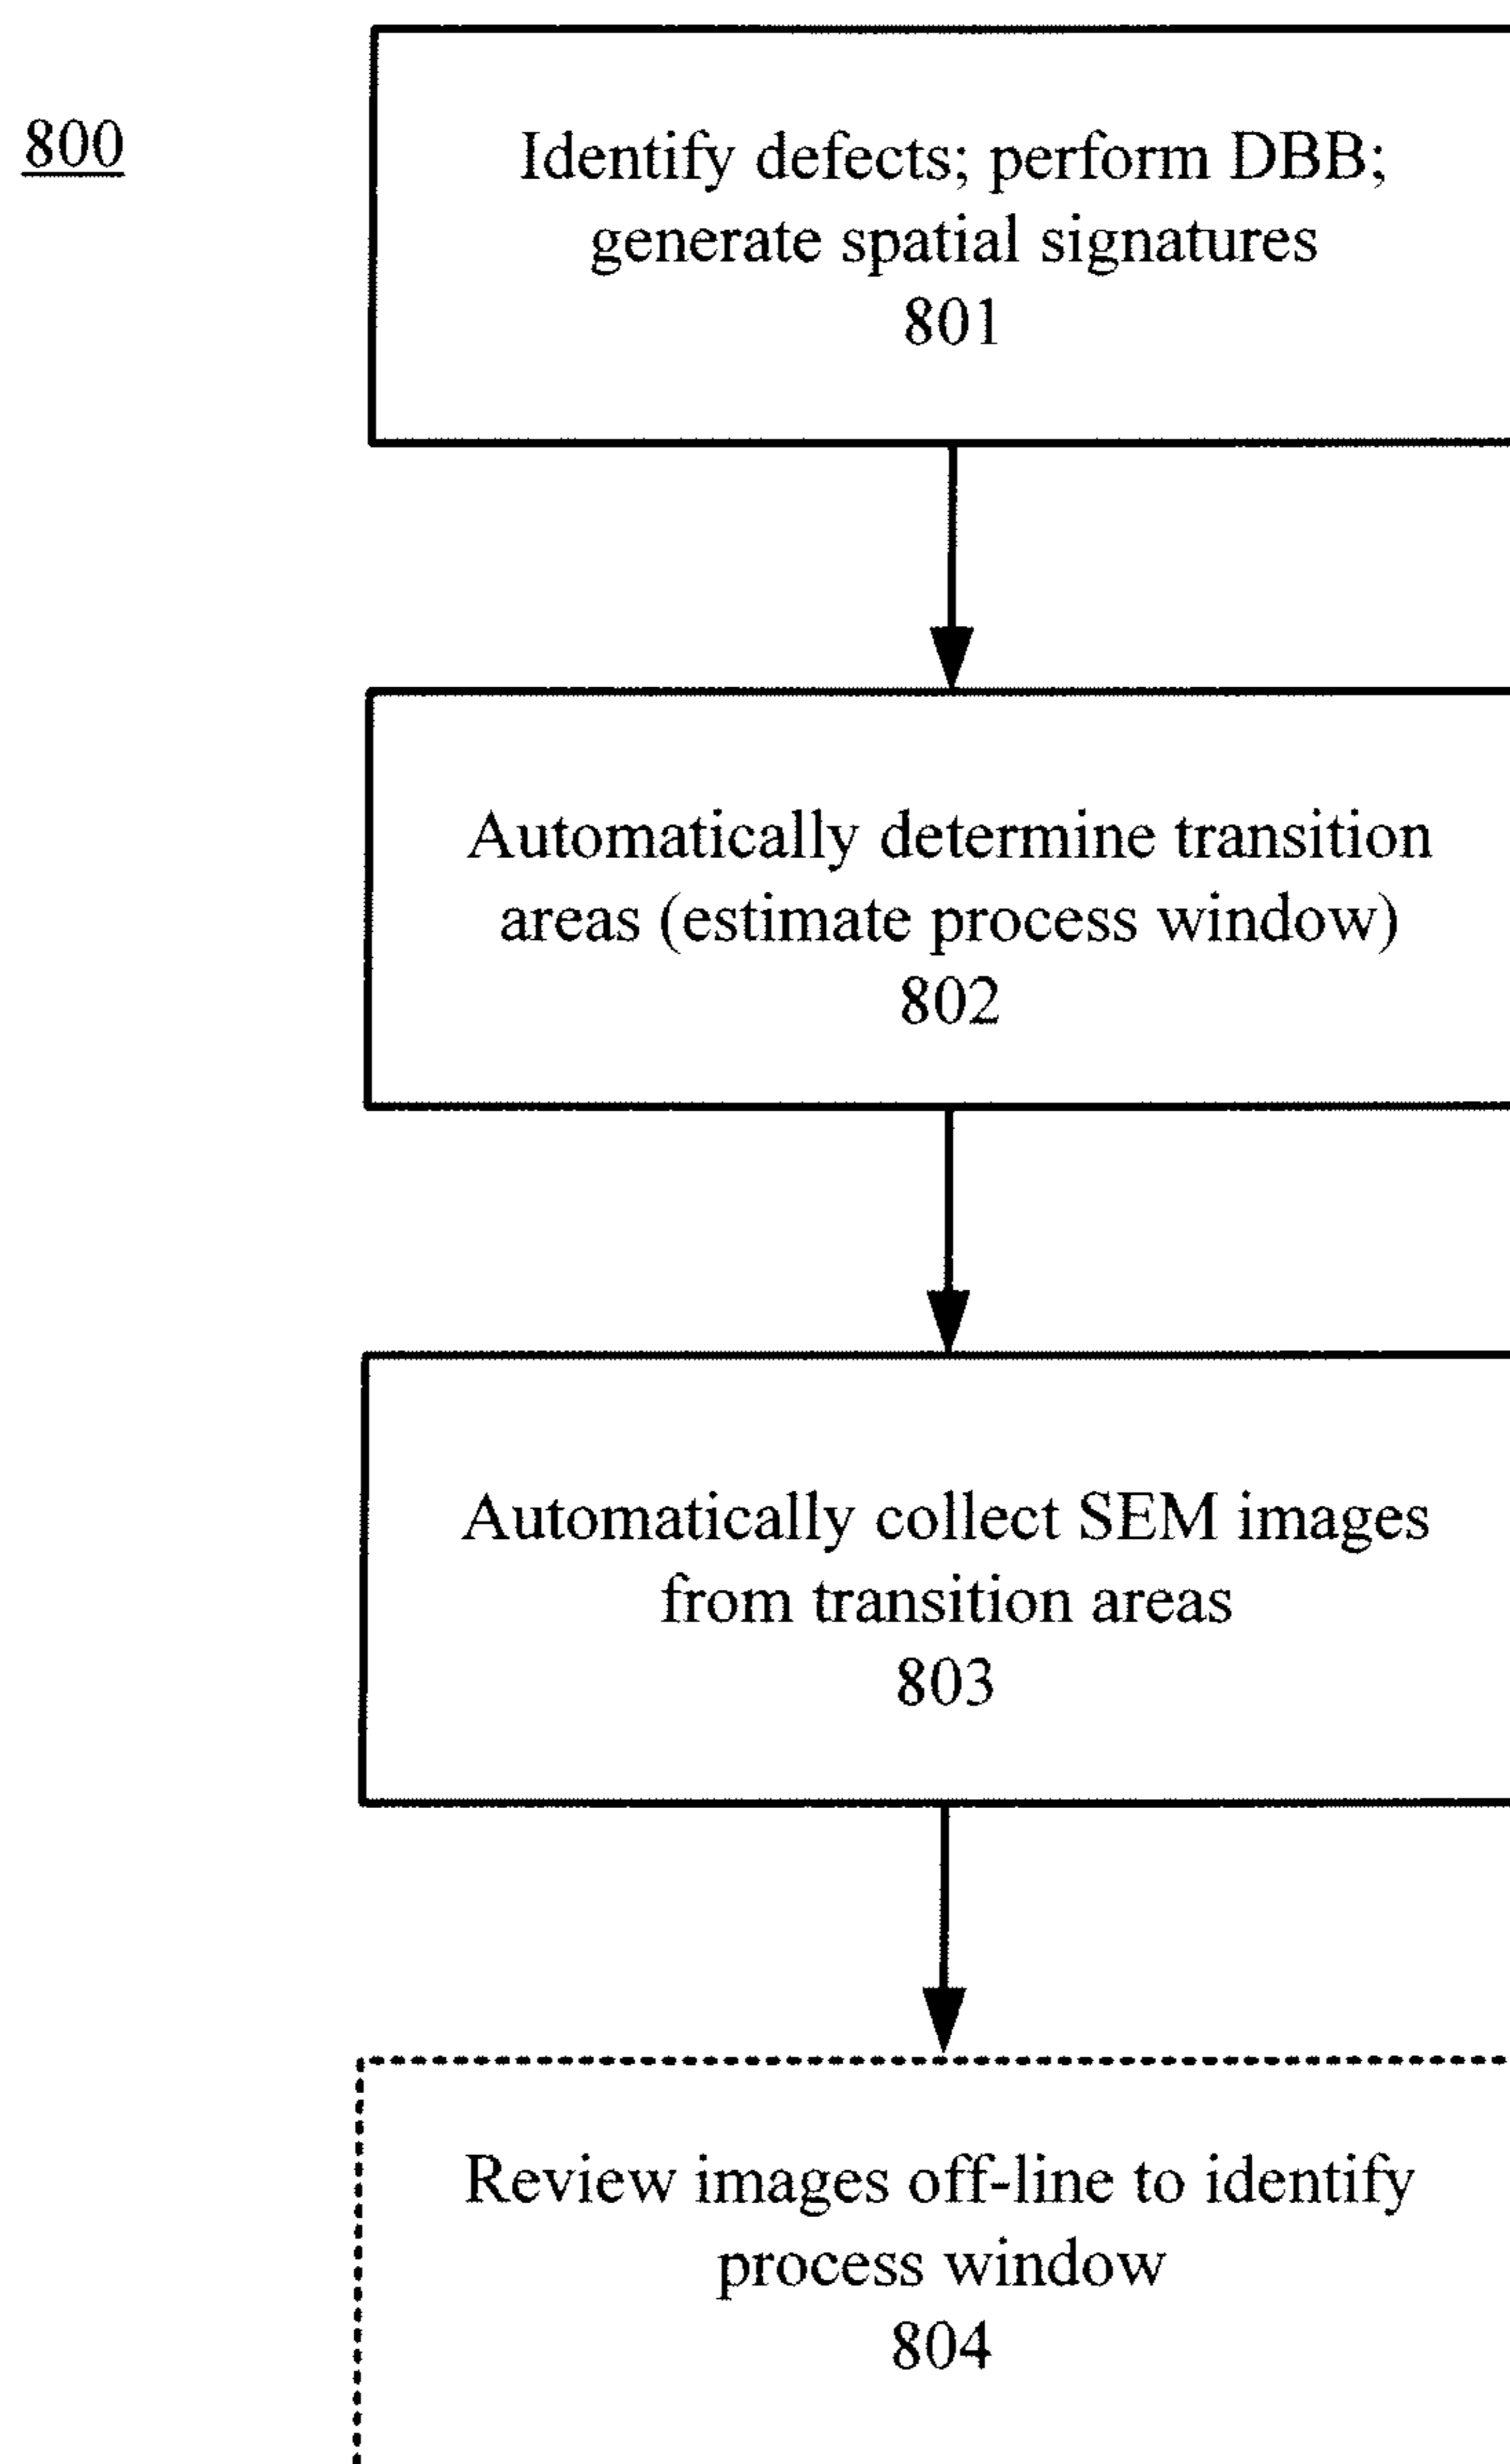 800
Identify defects; perform DBB;
generate spatial signatures
801
Automatically determine transition
areas (estimate process window)
802
Automatically collect SEM images
from transition areas
803
Review images off-line to identify
process window
804